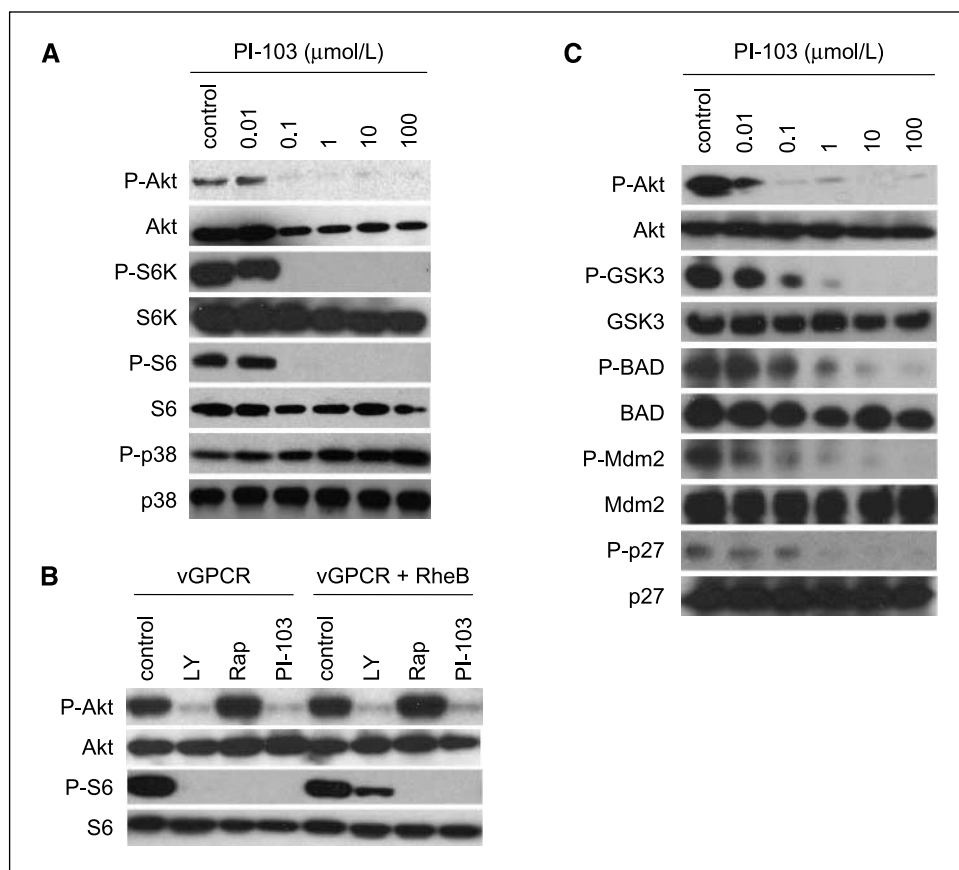 A
PI-103 (μmol/L)
control 0.01 0.1 1 10 100
P-Akt
Akt
P-S6K
S6K
P-S6
S6
P-p38
p38
B
vGPCR vGPCR + RheB
control LY Rap PI-103 control LY Rap PI-103
P-Akt
Akt
P-S6
S6
C
PI-103 (μmol/L)
control 0.01 0.1 1 10 100
P-Akt
Akt
P-GSK3
GSK3
P-BAD
BAD
P-Mdm2
Mdm2
P-p27
p27